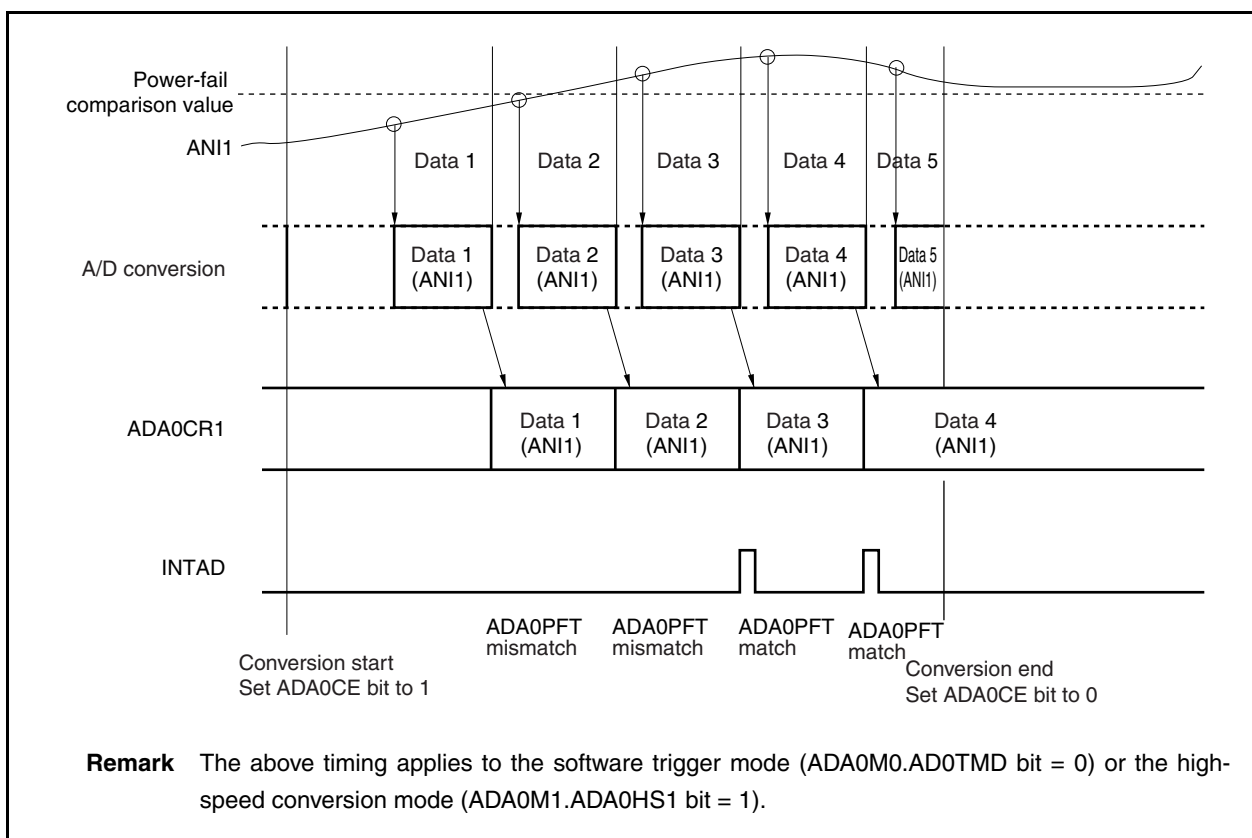 Power-fail
comparison value
ANI1
Data 1
Data 2
Data 3
Data 4
Data 5
A/D conversion
Data 1
(ANI1)
Data 2
(ANI1)
Data 3
(ANI1)
Data 4
(ANI1)
Data 5
(ANI1)
ADA0CR1
Data 1
(ANI1)
Data 2
(ANI1)
Data 3
(ANI1)
Data 4
(ANI1)
INTAD
ADA0PFT
mismatch
ADA0PFT
mismatch
ADA0PFT
match
ADA0PFT
match
Conversion start
Set ADA0CE bit to 1
Conversion end
Set ADA0CE bit to 0
Remark The above timing applies to the software trigger mode (ADA0M0.AD0TMD bit = 0) or the high-
speed conversion mode (ADA0M1.ADA0HS1 bit = 1).